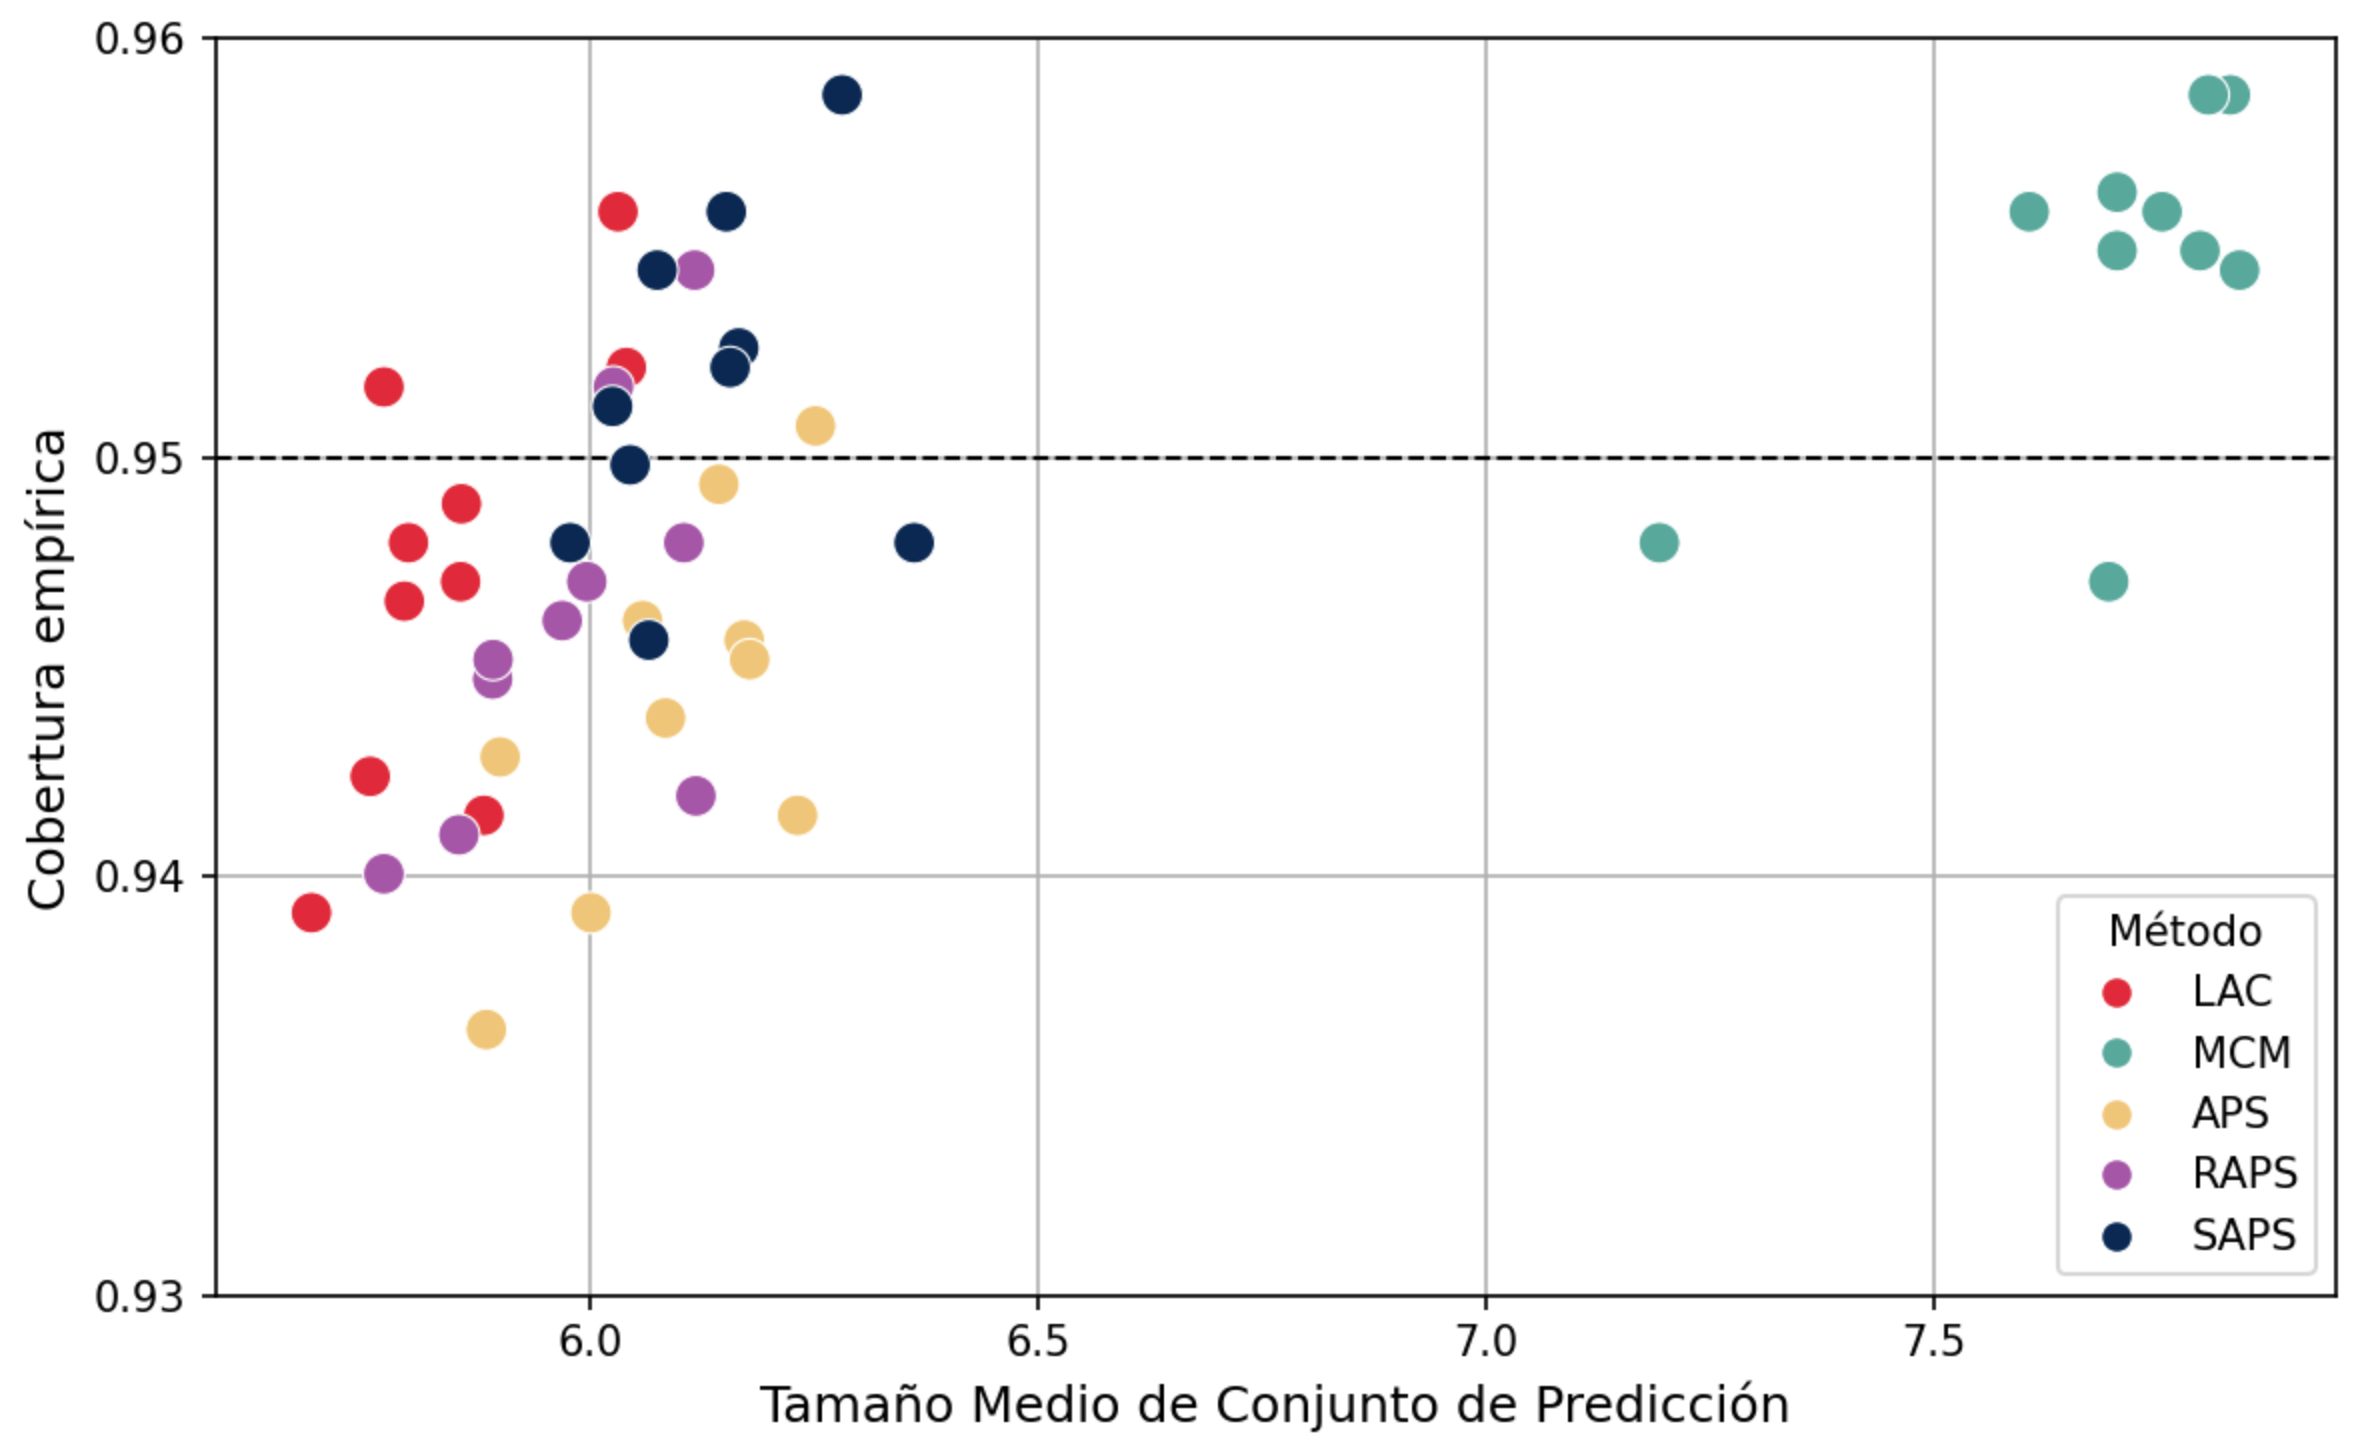 0.96
0.95
0.94
0.93
Cobertura empírica
6.0
6.5
7.0
7.5
Tamaño Medio de Conjunto de Predicción
Método
LAC
MCM
APS
RAPS
SAPS